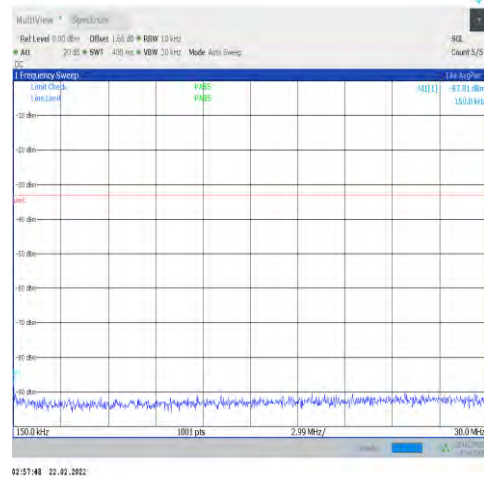 MultiView Spectrum
Ref Level 0.00 dBm Offset 1.66 dB RBW 10 kHz SGL
Att 20 dB SWT 400 ms VBW 30 kHz Mode Auto Sweep Count 5/5
DC
1 Frequency Sweep
Limit Check PASS M1[1] -87.81 dBm
Line Limit PASS 150.0 kHz
-10 dBm
-20 dBm
-30 dBm
-40 dBm
-50 dBm
-60 dBm
-70 dBm
-80 dBm
-90 dBm
150.0 kHz 1001 pts 2.99 MHz/ 30.0 MHz
02:57:48 22.02.2022